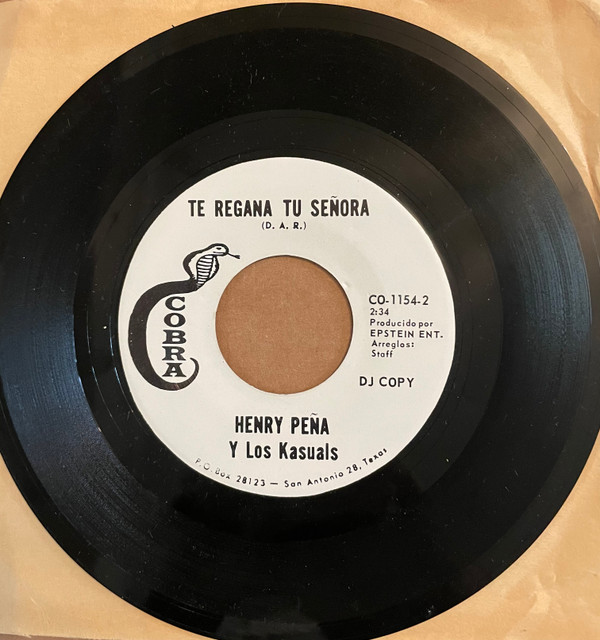 TE REGANA TU SEÑORA
(D. A. R.)
COBRA
CO-1154-2
2:34
Producido por
EPSTEIN ENT.
Arreglos:
Staff
DJ COPY
HENRY PEÑA
Y Los Kasuals
P.O. Box 28123 — San Antonio 28, Texas